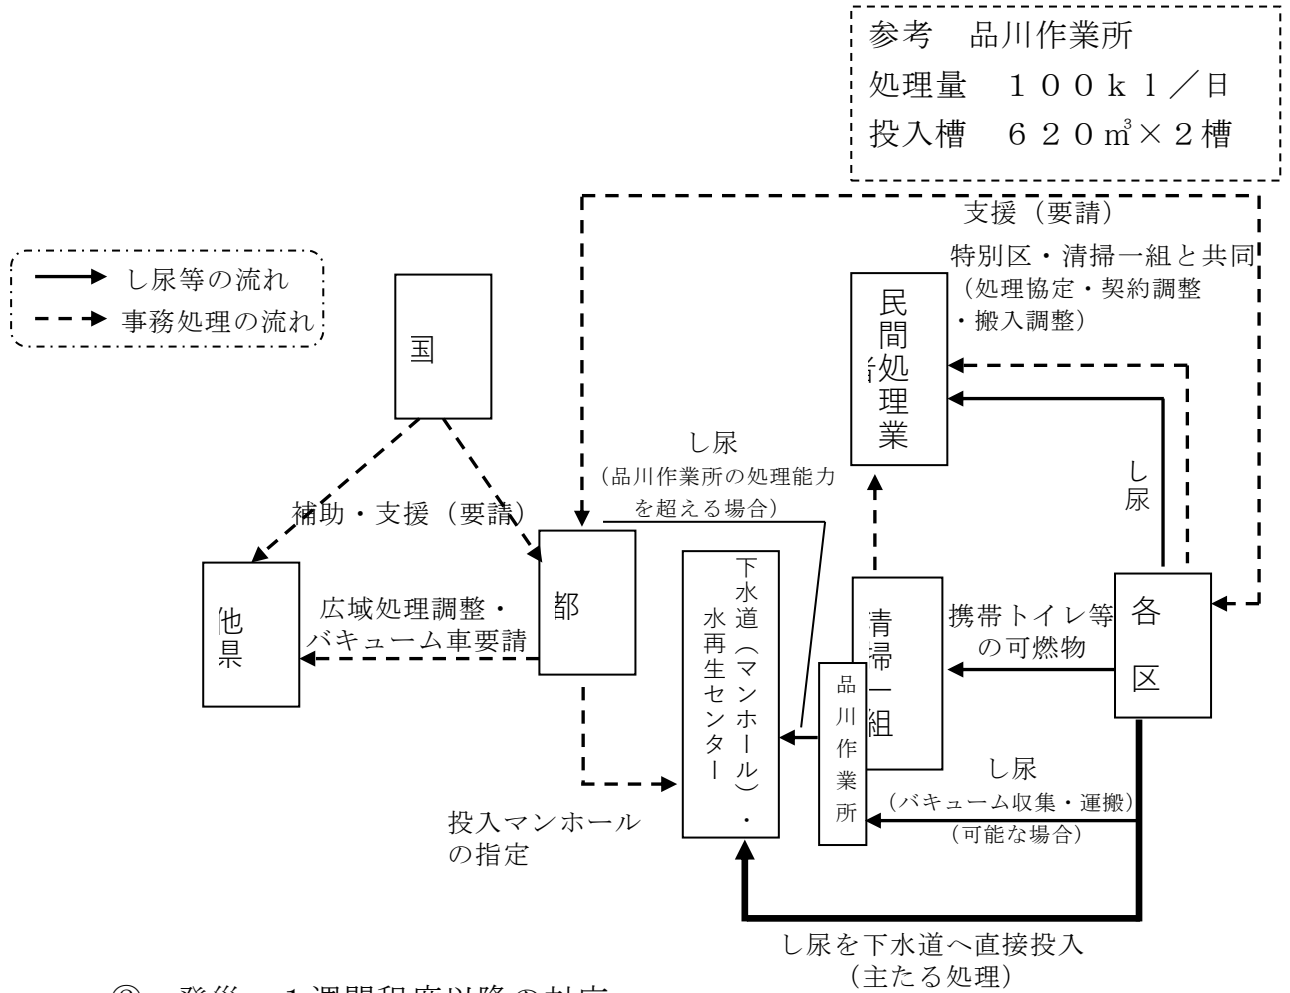 参考　品川作業所
処理量　１００ｋｌ／日
投入槽　６２０㎥×２槽
支援（要請）
特別区・清掃一組と共同
（処理協定・契約調整
・搬入調整）
し尿等の流れ
事務処理の流れ
国
民間処理業
し尿
（品川作業所の処理能力
を超える場合）
し尿
補助・支援（要請）
他県
広域処理調整・
バキューム車要請
都
下水道（マンホール）・
水再生センター
清掃一組
品川作業所
携帯トイレ等
の可燃物
各区
し尿
（バキューム収集・運搬）
（可能な場合）
投入マンホール
の指定
し尿を下水道へ直接投入
（主たる処理）